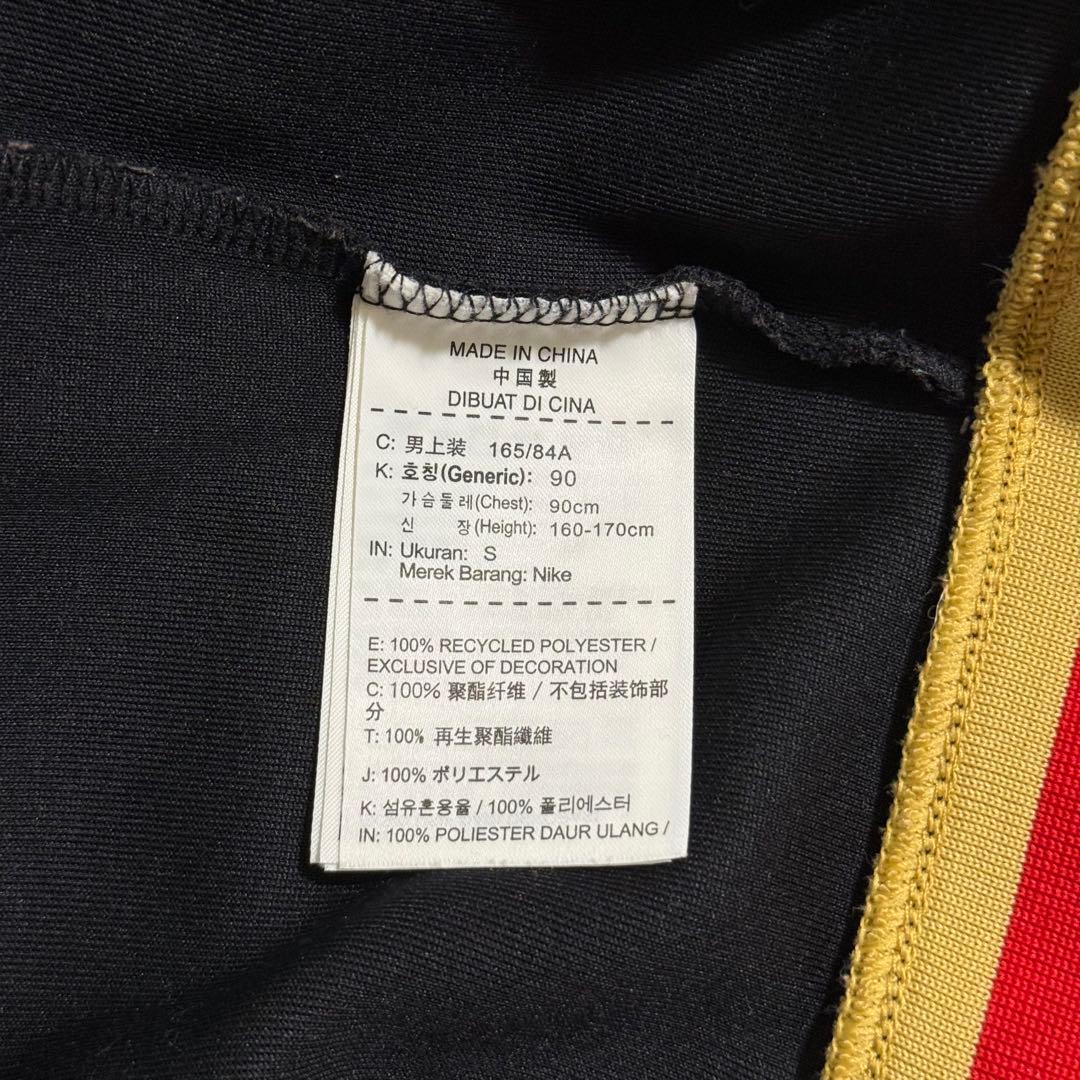 MADE IN CHINA
中国製
DIBUAT DI CINA
C: 男上装 165/84A
K: 호칭(Generic): 90
가슴둘레(Chest): 90cm
신 장(Height): 160-170cm
IN: Ukuran: S
Merek Barang: Nike
E: 100% RECYCLED POLYESTER /
EXCLUSIVE OF DECORATION
C: 100% 聚酯纤维 / 不包括装饰部
分
T: 100% 再生聚酯纖維
J: 100% ポリエステル
K: 섬유혼용율 / 100% 폴리에스터
IN: 100% POLIESTER DAUR ULANG /